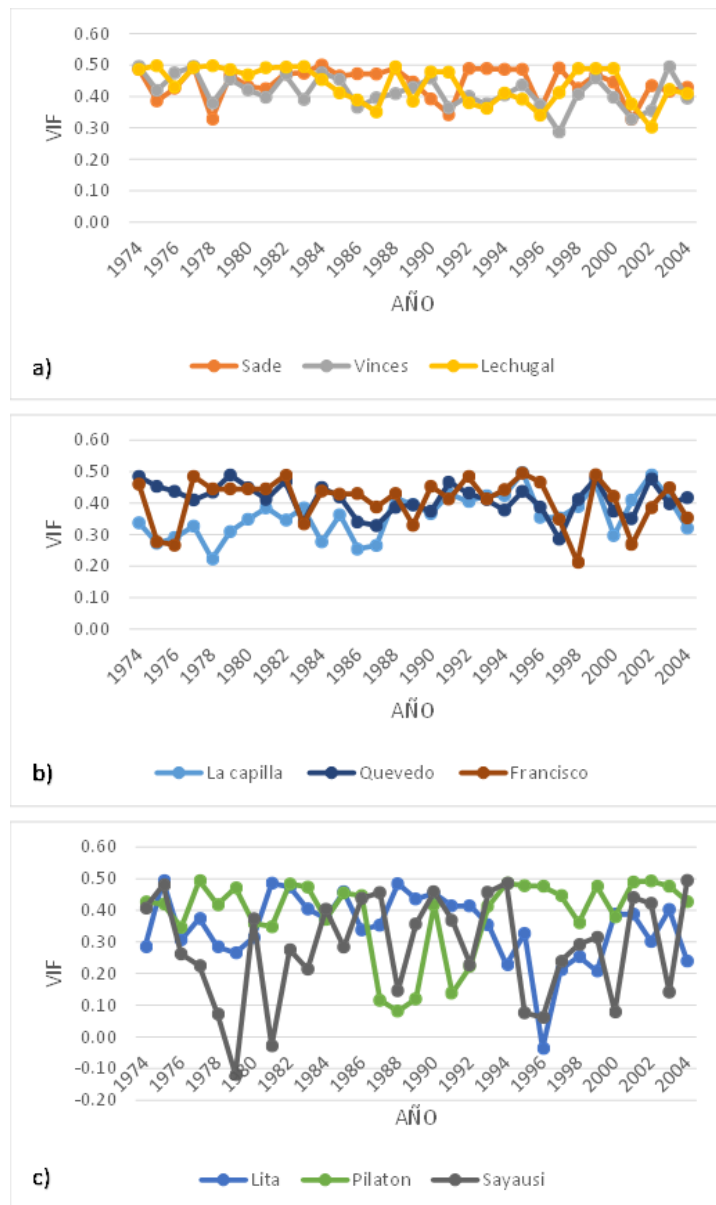 0.60
0.50
0.40
0.30
0.20
0.10
0.00
VIF
1974 1976 1978 1980 1982 1984 1986 1988 1990 1992 1994 1996 1998 2000 2002 2004
AÑO
a)
Sade Vinces Lechugal
0.60
0.50
0.40
0.30
0.20
0.10
0.00
VIF
1974 1976 1978 1980 1982 1984 1986 1988 1990 1992 1994 1996 1998 2000 2002 2004
AÑO
b)
La capilla Quevedo Francisco
0.60
0.50
0.40
0.30
0.20
0.10
0.00
-0.10
-0.20
VIF
1974 1976 1978 1980 1982 1984 1986 1988 1990 1992 1994 1996 1998 2000 2002 2004
AÑO
c)
Lita Pilaton Sayausi